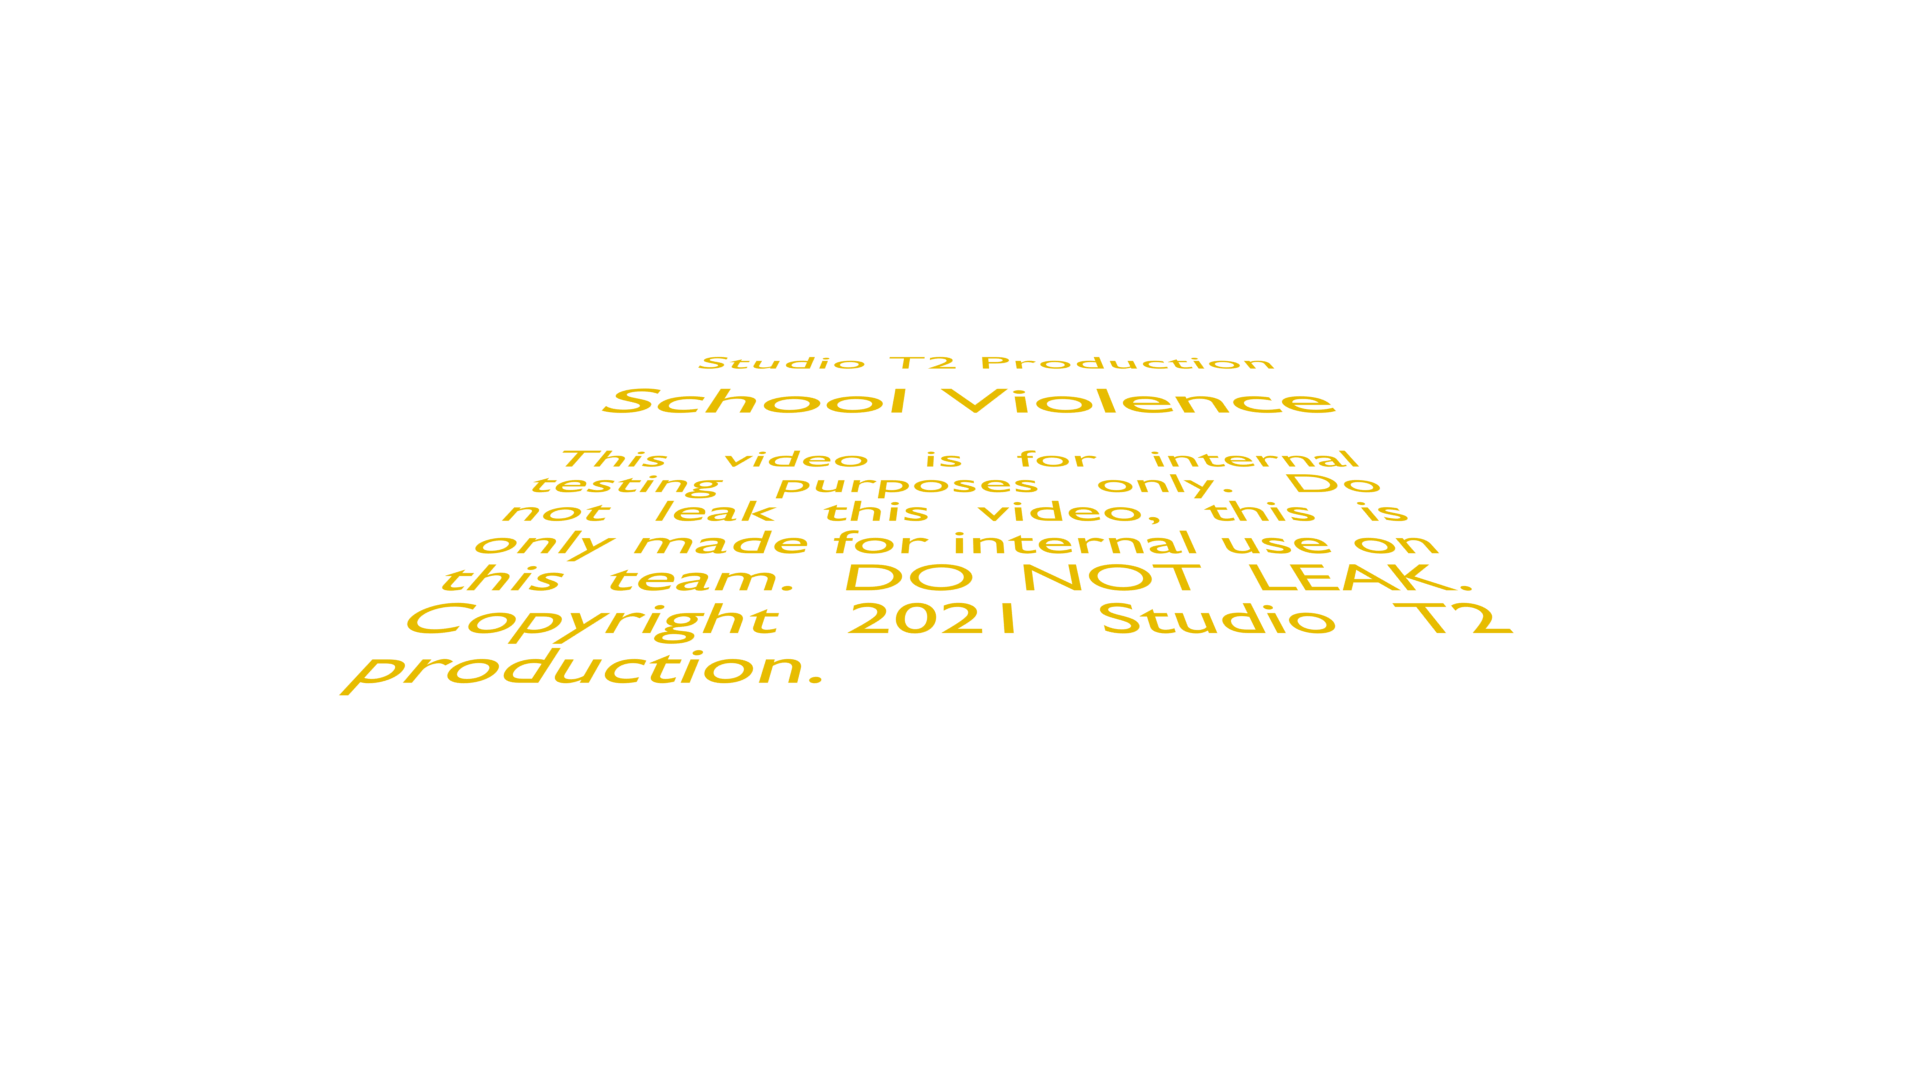 Studio T2 Production
School Violence
This video is for internal
testing purposes only. Do
not leak this video, this is
only made for internal use on
this team. DO NOT LEAK.
Copyright 2021 Studio T2
production.